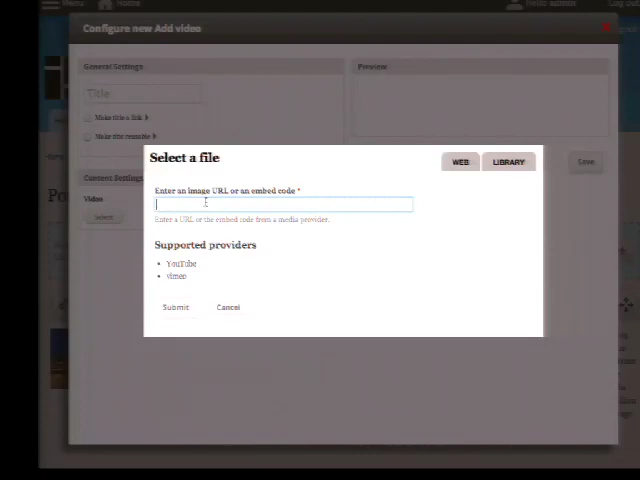 Menu Home Hello admin Log out
Configure new Add video
General Settings
Preview
Title
Make title a link
Make title reusable
Select a file
WEB LIBRARY
Save
Home
Enter an image URL or an embed code *
Content Settings
Video
Select
Enter a URL or the embed code from a media provider.
Supported providers
YouTube
vimeo
Submit Cancel